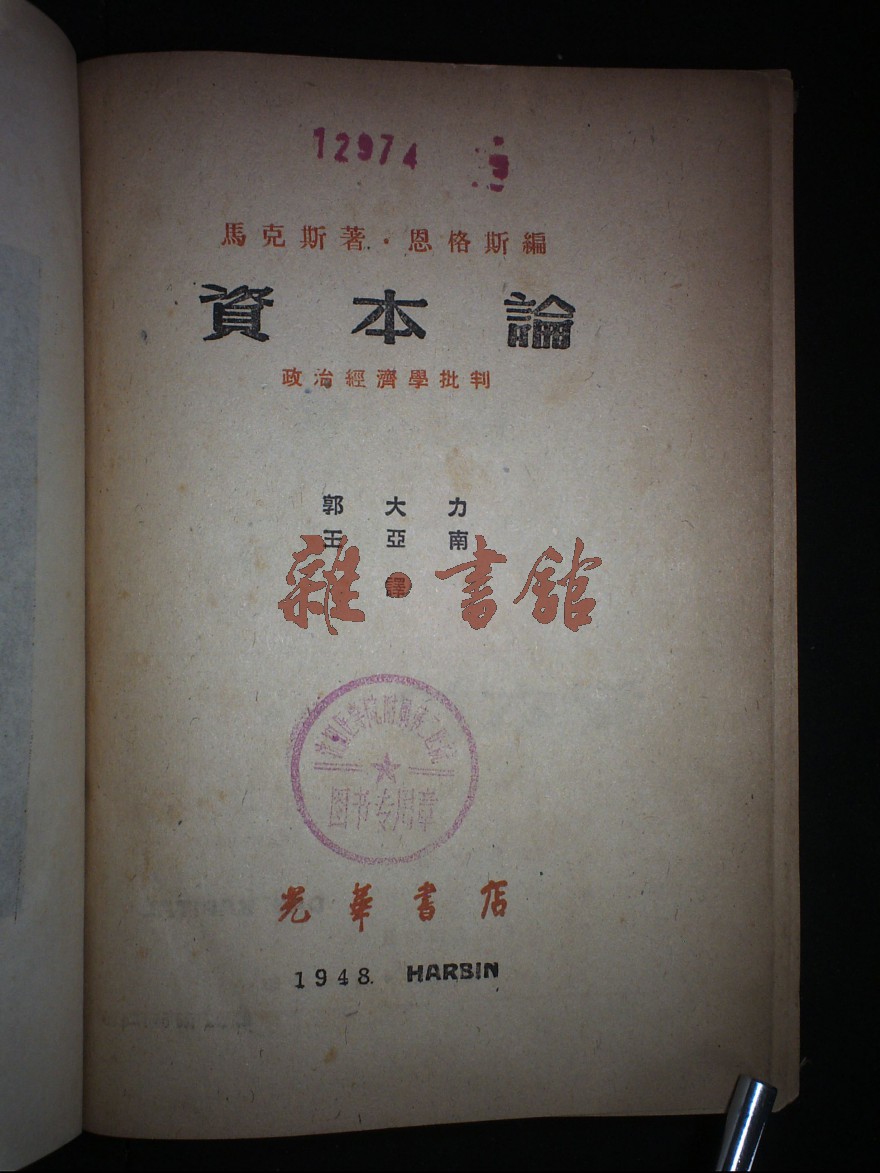 12974
馬克斯著·恩格斯編
資本論
政治經濟學批判
郭大力
王亞南
譯
雜·書館
图书专用章
光華書店
1948. HARBIN